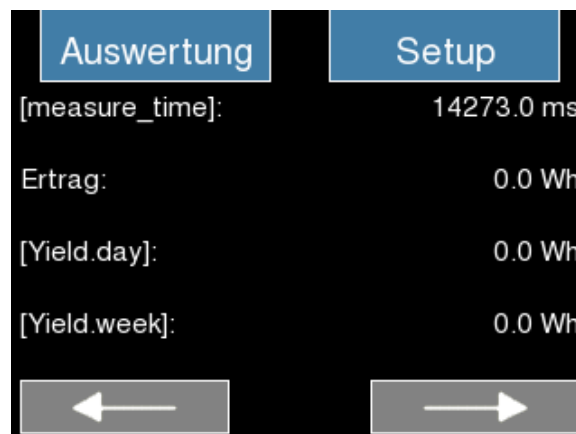 Auswertung Setup
[measure_time]: 14273.0 ms
Ertrag: 0.0 Wh
[Yield.day]: 0.0 Wh
[Yield.week]: 0.0 Wh